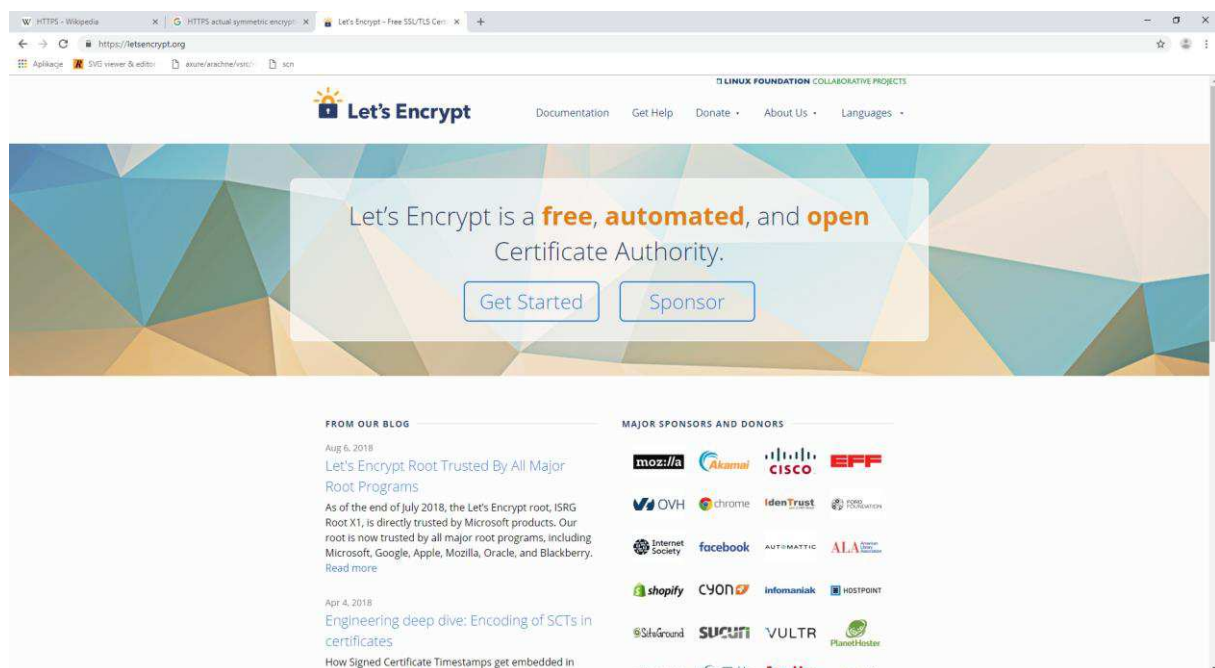 HTTPS - Wikipedia
HTTPS actual symmetric encrypt
Let's Encrypt - Free SSL/TLS Cert
https://letsencrypt.org
Aplikacje
SVG viewer & editor
axure/arachne/vsrc/
scn
LINUX FOUNDATION COLLABORATIVE PROJECTS
Let's Encrypt
Documentation Get Help Donate About Us Languages
Let's Encrypt is a free, automated, and open
Certificate Authority.
Get Started Sponsor
FROM OUR BLOG
Aug 6, 2018
Let's Encrypt Root Trusted By All Major
Root Programs
As of the end of July 2018, the Let's Encrypt root, ISRG
Root X1, is directly trusted by Microsoft products. Our
root is now trusted by all major root programs, including
Microsoft, Google, Apple, Mozilla, Oracle, and Blackberry.
Read more
Apr 4, 2018
Engineering deep dive: Encoding of SCTs in
certificates
How Signed Certificate Timestamps get embedded in
MAJOR SPONSORS AND DONORS
moz://a Akamai CISCO EFF
OVH chrome IdenTrust FORD FOUNDATION
Internet Society facebook AUTOMATTIC ALA American Library Association
shopify cyon infomaniak HOSTPOINT
SiteGround SUCURI VULTR PlanetHoster